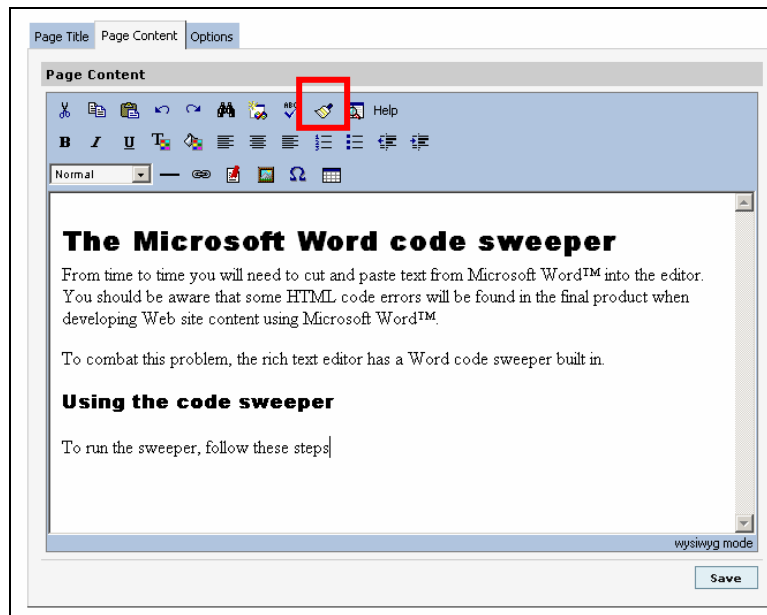 Page Title Page Content Options
Page Content
ABC Help
B I U T
Normal Ω
The Microsoft Word code sweeper
From time to time you will need to cut and paste text from Microsoft Word™ into the editor.
You should be aware that some HTML code errors will be found in the final product when
developing Web site content using Microsoft Word™.
To combat this problem, the rich text editor has a Word code sweeper built in.
Using the code sweeper
To run the sweeper, follow these steps
wysiwyg mode
Save